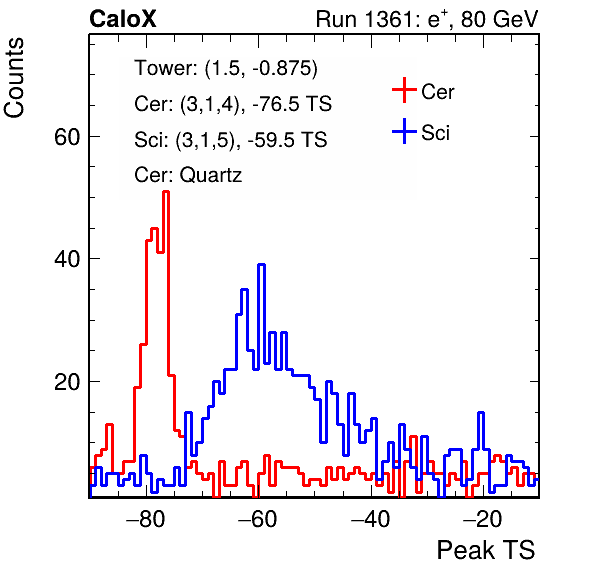 CaloX Run 1361: e⁺, 80 GeV
Counts
Tower: (1.5, -0.875)
Cer: (3,1,4), -76.5 TS
Sci: (3,1,5), -59.5 TS
Cer: Quartz
Cer
Sci
60
40
20
−80 −60 −40 −20
Peak TS